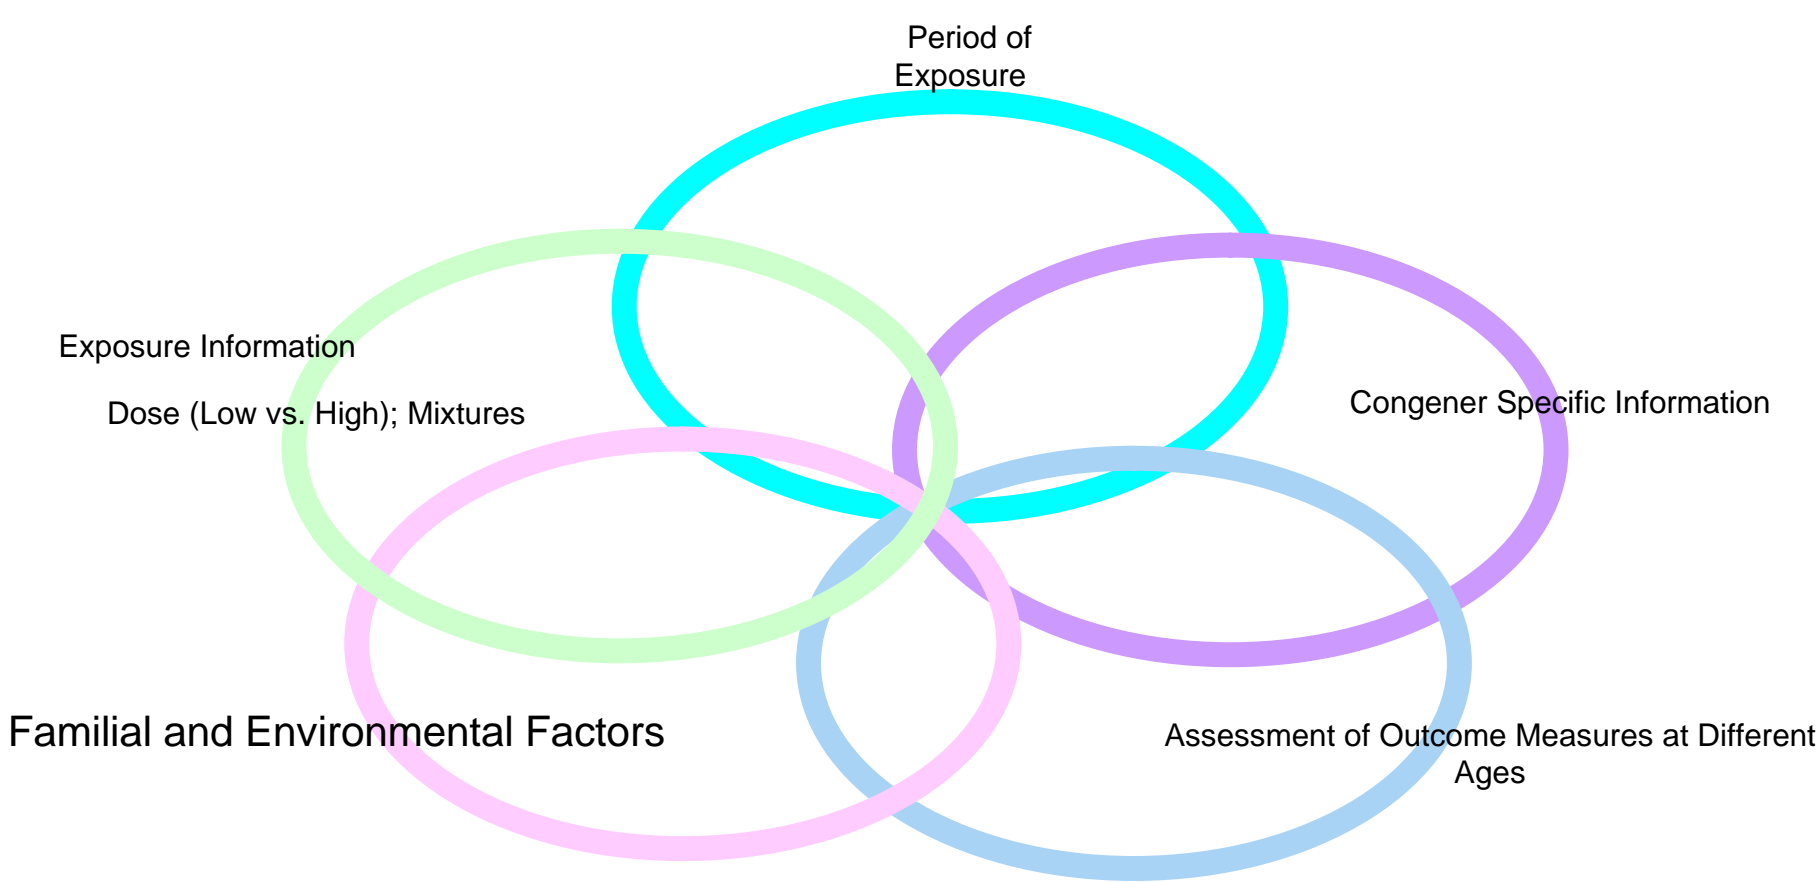 Period of
Exposure
Exposure Information
Dose (Low vs. High); Mixtures
Congener Specific Information
Familial and Environmental Factors
Assessment of Outcome Measures at Different
Ages